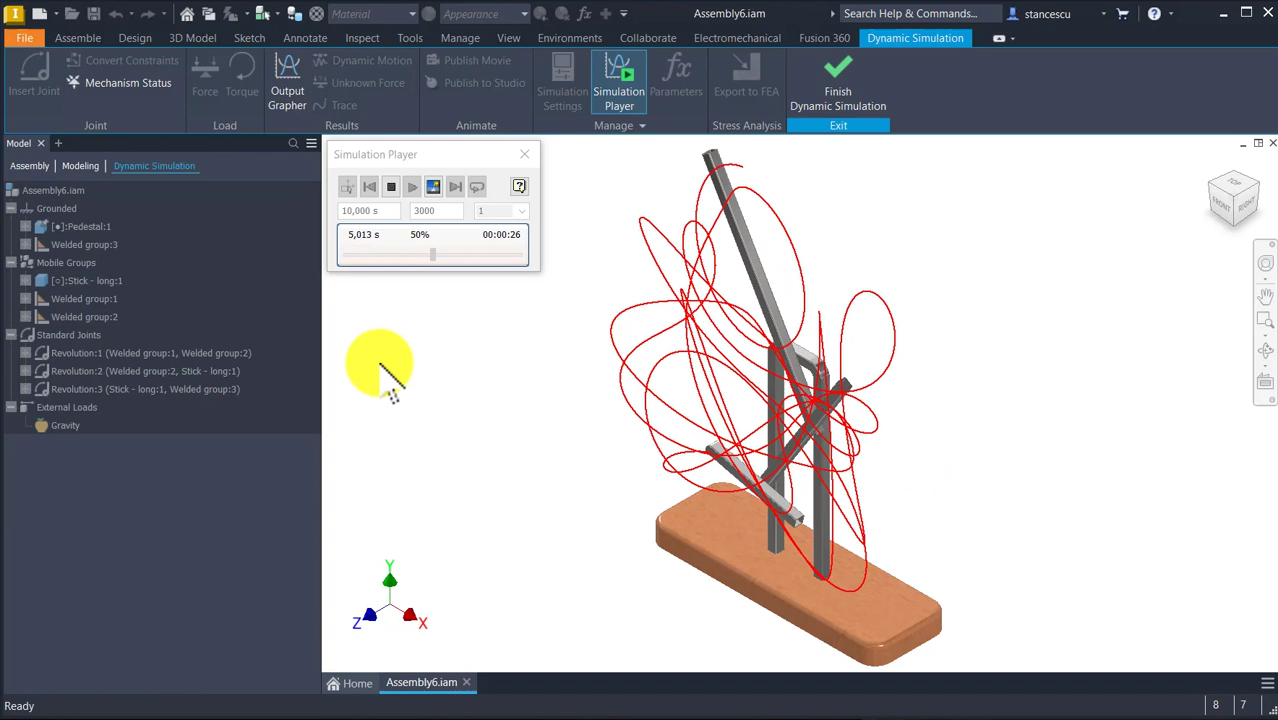 Material
Appearance
Assembly6.iam
Search Help & Commands...
stancescu
File
Assemble
Design
3D Model
Sketch
Annotate
Inspect
Tools
Manage
View
Environments
Collaborate
Electromechanical
Fusion 360
Dynamic Simulation
Insert Joint
Convert Constraints
Mechanism Status
Force
Torque
Output
Grapher
Dynamic Motion
Unknown Force
Trace
Publish Movie
Publish to Studio
Simulation
Settings
Simulation
Player
Parameters
Export to FEA
Finish
Dynamic Simulation
Joint
Load
Results
Animate
Manage
Stress Analysis
Exit
Model
Assembly
Modeling
Dynamic Simulation
Assembly6.iam
Grounded
[●]:Pedestal:1
Welded group:3
Mobile Groups
[○]:Stick - long:1
Welded group:1
Welded group:2
Standard Joints
Revolution:1 (Welded group:1, Welded group:2)
Revolution:2 (Welded group:2, Stick - long:1)
Revolution:3 (Stick - long:1, Welded group:3)
External Loads
Gravity
Simulation Player
10,000 s
3000
1
5,013 s
50%
00:00:26
TOP
FRONT
RIGHT
Y
Z
X
Home
Assembly6.iam
Ready
8
7